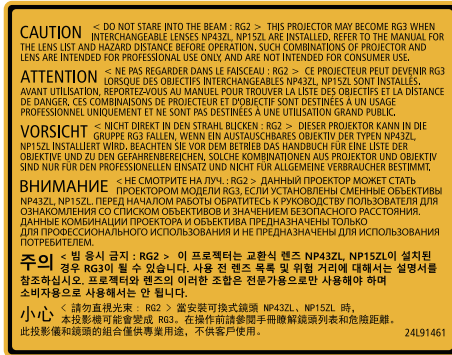 CAUTION < DO NOT STARE INTO THE BEAM : RG2 > THIS PROJECTOR MAY BECOME RG3 WHEN
INTERCHANGEABLE LENSES NP43ZL, NP15ZL ARE INSTALLED. REFER TO THE MANUAL FOR
THE LENS LIST AND HAZARD DISTANCE BEFORE OPERATION, SUCH COMBINATIONS OF PROJECTOR AND
LENS ARE INTENDED FOR PROFESSIONAL USE ONLY, AND ARE NOT INTENDED FOR CONSUMER USE.
ATTENTION < NE PAS REGARDER DANS LE FAISCEAU : RG2 > CE PROJECTEUR PEUT DEVENIR RG3
LORSQUE DES OBJECTIFS INTERCHANGEABLES NP43ZL, NP15ZL SONT INSTALLÉS.
AVANT UTILISATION, REPORTEZ-VOUS AU MANUEL POUR TROUVER LA LISTE DES OBJECTIFS ET LA DISTANCE
DE DANGER, CES COMBINAISONS DE PROJECTEUR ET D'OBJECTIF SONT DESTINÉES À UN USAGE
PROFESSIONNEL UNIQUEMENT ET NE SONT PAS DESTINÉES À UNE UTILISATION GRAND PUBLIC.
VORSICHT < NICHT DIREKT IN DEN STRAHL BLICKEN : RG2 > DIESER PROJEKTOR KANN IN DIE
GRUPPE RG3 FALLEN, WENN EIN AUSTAUSCHBARES OBJEKTIV DER TYPEN NP43ZL,
NP15ZL INSTALLIERT WIRD. BEACHTEN SIE VOR DEM BETRIEB DAS HANDBUCH FÜR EINE LISTE DER
OBJEKTIVE UND ZU DEN GEFAHRENBEREICHEN, SOLCHE KOMBINATIONEN AUS PROJEKTOR UND OBJEKTIV
SIND NUR FÜR DEN PROFESSIONELLEN EINSATZ UND NICHT FÜR ALLGEMEINE VERBRAUCHER BESTIMMT.
ВНИМАНИЕ < НЕ СМОТРИТЕ НА ЛУЧ. : RG2 > ДАННЫЙ ПРОЕКТОР МОЖЕТ СТАТЬ
ПРОЕКТОРОМ МОДЕЛИ RG3, ЕСЛИ УСТАНОВЛЕНЫ СМЕННЫЕ ОБЪЕКТИВЫ
NP43ZL, NP15ZL. ПЕРЕД НАЧАЛОМ РАБОТЫ ОБРАТИТЕСЬ К РУКОВОДСТВУ ПОЛЬЗОВАТЕЛЯ ДЛЯ
ОЗНАКОМЛЕНИЯ СО СПИСКОМ ОБЪЕКТИВОВ И ЗНАЧЕНИЕМ БЕЗОПАСНОГО РАССТОЯНИЯ.
ДАННЫЕ КОМБИНАЦИИ ПРОЕКТОРА И ОБЪЕКТИВА ПРЕДНАЗНАЧЕНЫ ТОЛЬКО
ДЛЯ ПРОФЕССИОНАЛЬНОГО ИСПОЛЬЗОВАНИЯ И НЕ ПРЕДНАЗНАЧЕНЫ ДЛЯ ИСПОЛЬЗОВАНИЯ
ПОТРЕБИТЕЛЕМ.
주의 < 빔 응시 금지 : RG2 > 이 프로젝터는 교환식 렌즈 NP43ZL, NP15ZL이 설치된
경우 RG3이 될 수 있습니다. 사용 전 렌즈 목록 및 위험 거리에 대해서는 설명서를
참조하십시오. 프로젝터와 렌즈의 이러한 조합은 전문가용으로만 사용해야 하며
소비자용으로 사용해서는 안 됩니다.
小心 < 請勿直視光束 : RG2 > 當安裝可換式鏡頭 NP43ZL、NP15ZL 時,
本投影機可能會變成 RG3。在操作前請參閱手冊瞭解鏡頭列表和危險距離。
此投影儀和鏡頭的組合僅供專業用途,不供客戶使用。
24L91461